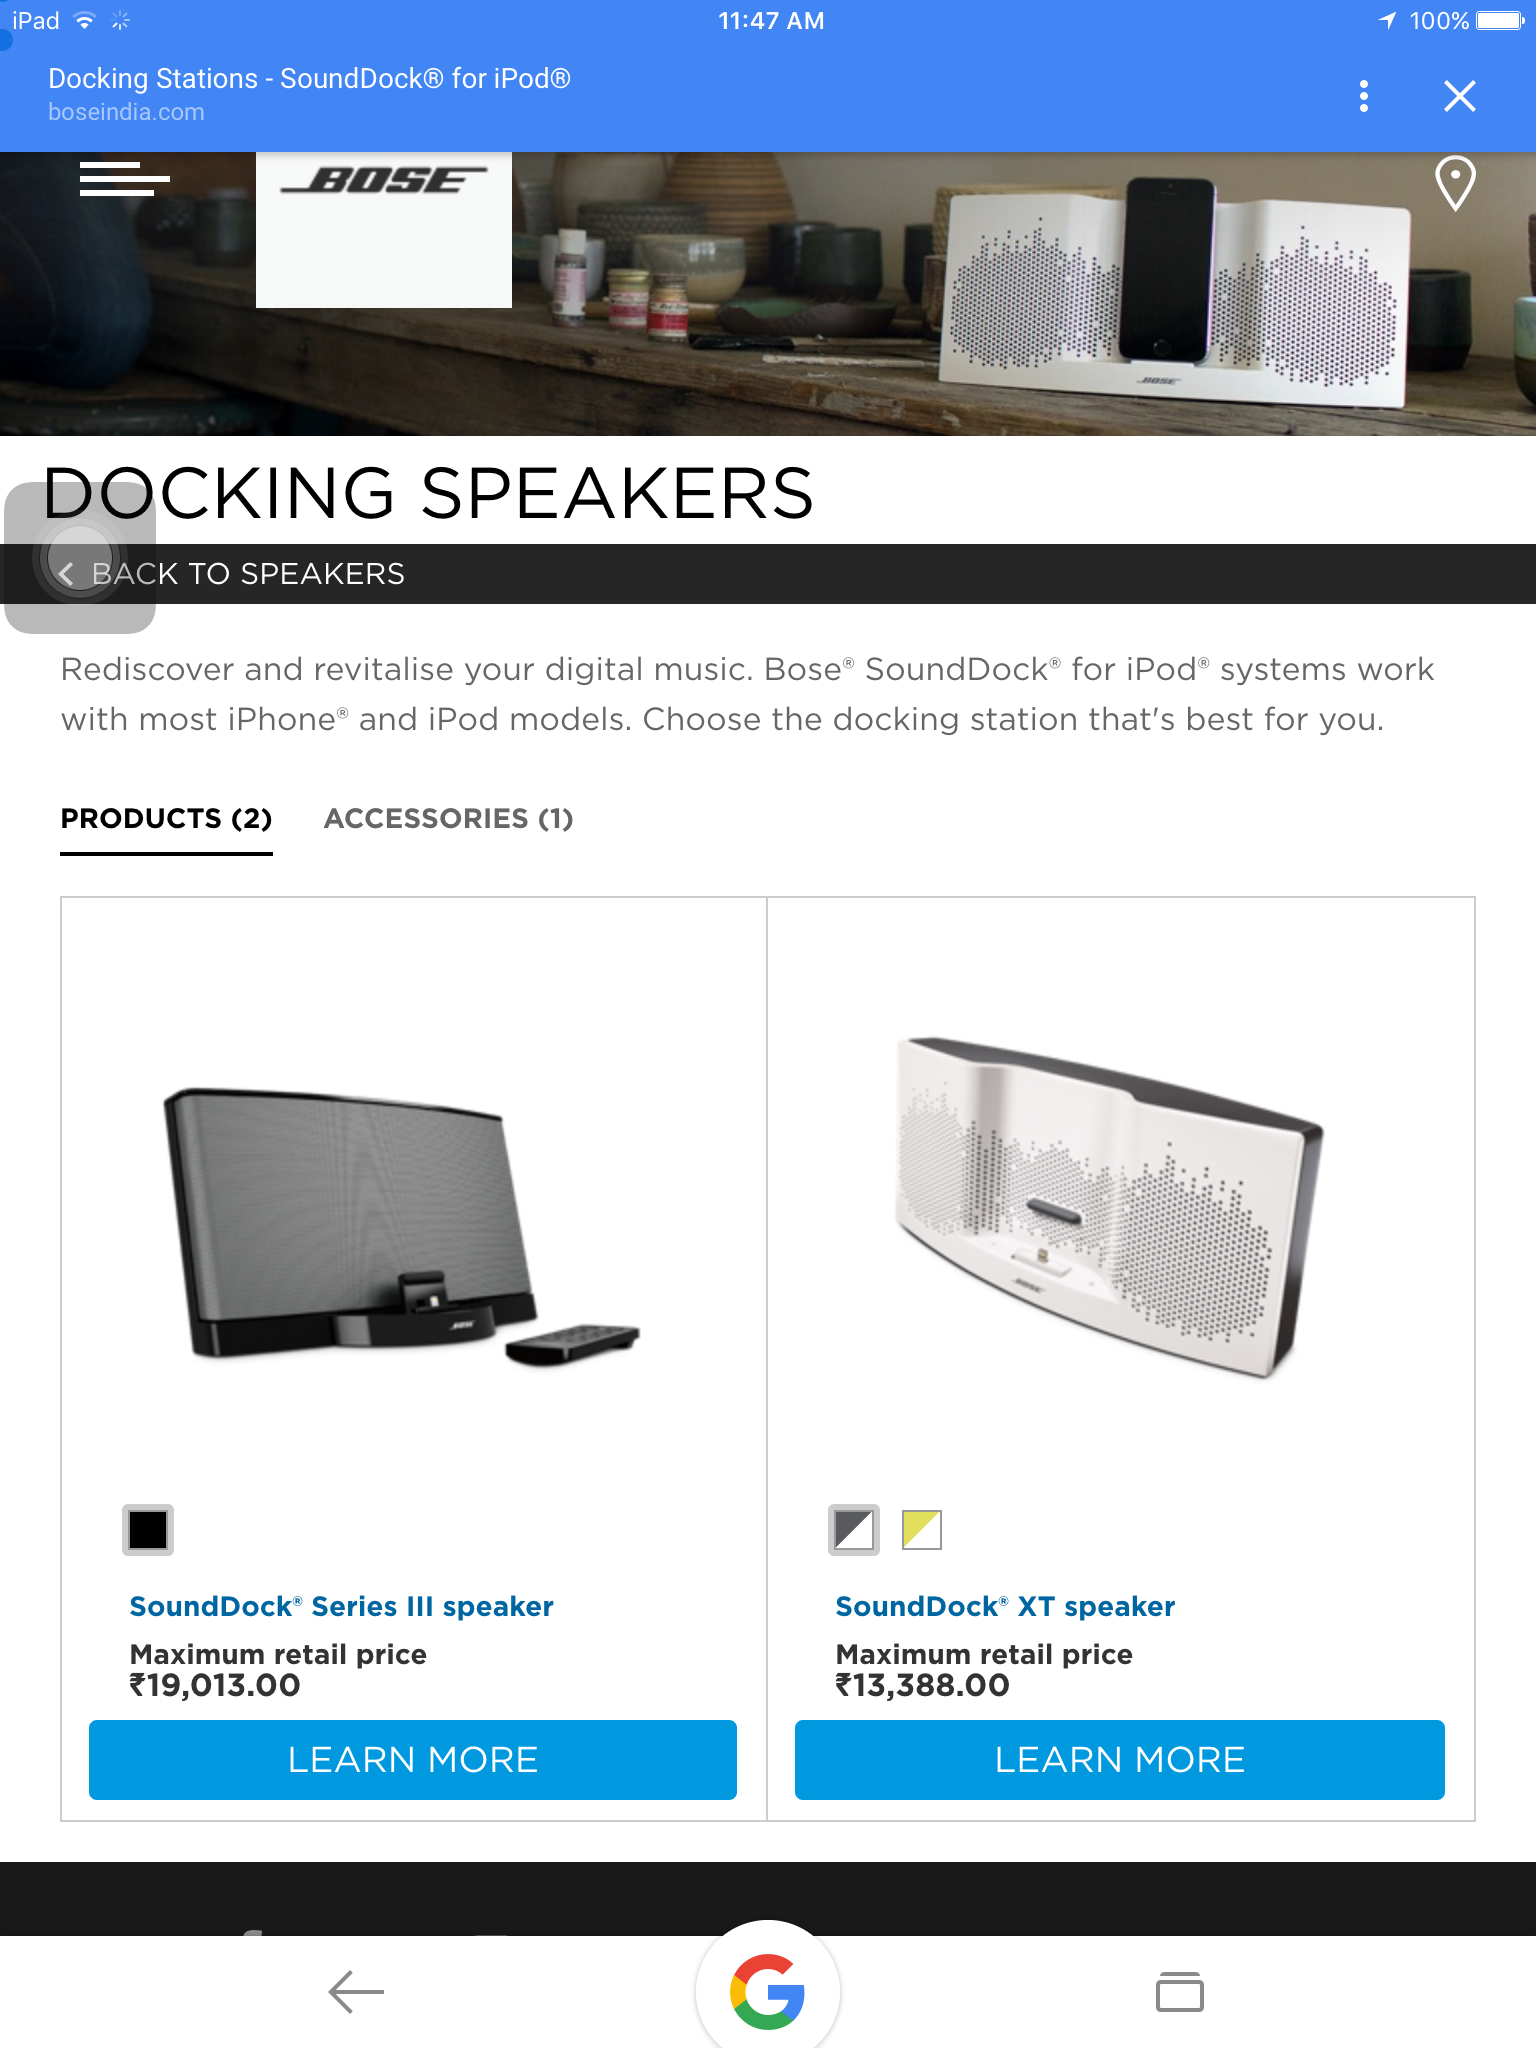 iPad 11:47 AM 100%
Docking Stations - SoundDock® for iPod®
boseindia.com
BOSE
BOSE
DOCKING SPEAKERS
BACK TO SPEAKERS
Rediscover and revitalise your digital music. Bose® SoundDock® for iPod® systems work
with most iPhone® and iPod models. Choose the docking station that's best for you.
PRODUCTS (2) ACCESSORIES (1)
BOSE
BOSE
SoundDock® Series III speaker
Maximum retail price
₹19,013.00
LEARN MORE
SoundDock® XT speaker
Maximum retail price
₹13,388.00
LEARN MORE